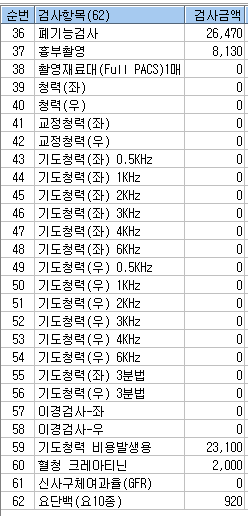 순번 검사항목(62) 검사금액
36 폐기능검사 26,470
37 흉부촬영 8,130
38 촬영재료대(Full PACS)1매 0
39 청력(좌) 0
40 청력(우) 0
41 교정청력(좌) 0
42 교정청력(우) 0
43 기도청력(좌) 0.5KHz 0
44 기도청력(좌) 1KHz 0
45 기도청력(좌) 2KHz 0
46 기도청력(좌) 3KHz 0
47 기도청력(좌) 4KHz 0
48 기도청력(좌) 6KHz 0
49 기도청력(우) 0.5KHz 0
50 기도청력(우) 1KHz 0
51 기도청력(우) 2KHz 0
52 기도청력(우) 3KHz 0
53 기도청력(우) 4KHz 0
54 기도청력(우) 6KHz 0
55 기도청력(좌) 3분법 0
56 기도청력(우) 3분법 0
57 이경검사-좌 0
58 이경검사-우 0
59 기도청력 비용발생용 23,100
60 혈청 크레아티닌 2,000
61 신사구체여과율(GFR) 0
62 요단백(요10종) 920